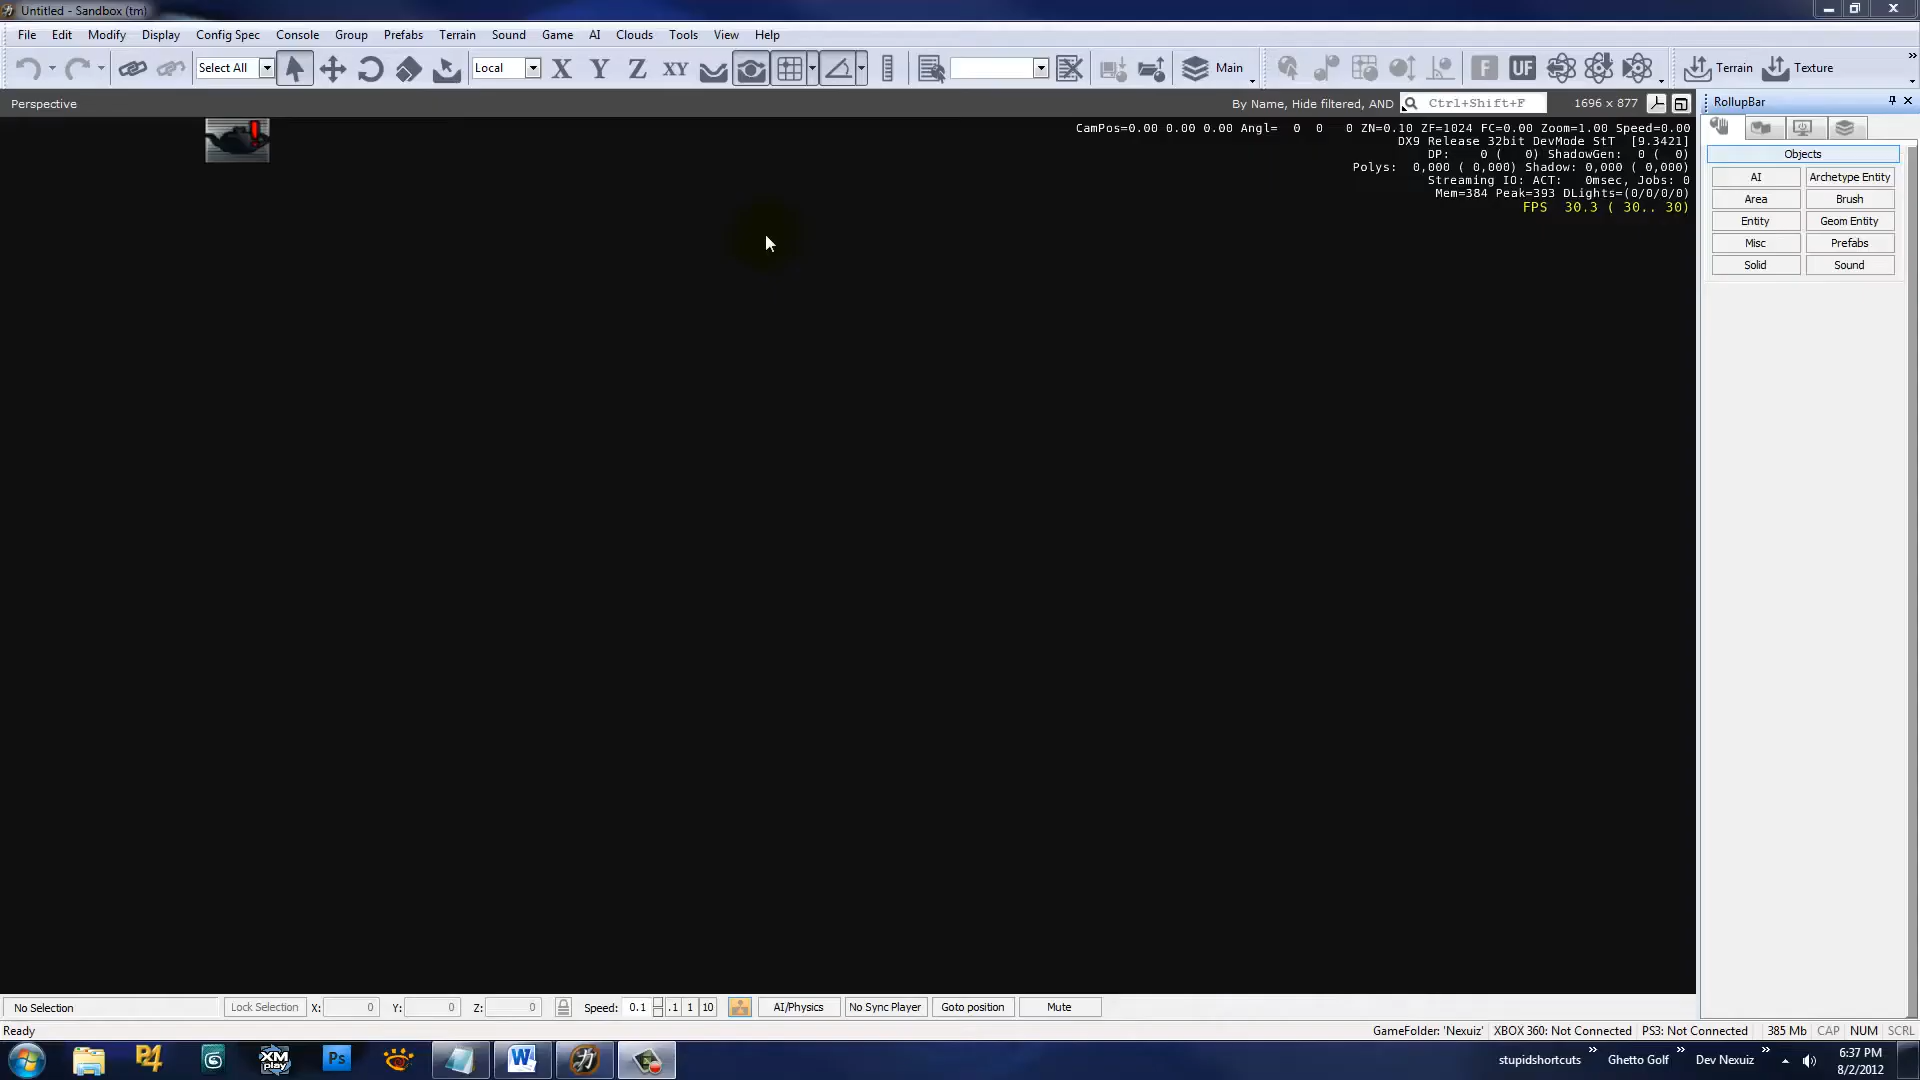 Untitled - Sandbox (tm)
File Edit Modify Display Config Spec Console Group Prefabs Terrain Sound Game AI Clouds Tools View Help
Select All Local X Y Z XY Main F UF Terrain Texture
Perspective By Name, Hide filtered, AND Ctrl+Shift+F 1696 x 877 RollupBar
CamPos=0.00 0.00 0.00 Angl= 0 0 0 ZN=0.10 ZF=1024 FC=0.00 Zoom=1.00 Speed=0.00
DX9 Release 32bit DevMode StT [9.3421]
DP: 0 ( 0) ShadowGen: 0 ( 0)
Polys: 0,000 ( 0,000) Shadow: 0,000 ( 0,000)
Streaming IO: ACT: 0msec, Jobs: 0
Mem=384 Peak=393 DLights=(0/0/0/0)
FPS 30.3 ( 30.. 30)
Objects
AI Archetype Entity
Area Brush
Entity Geom Entity
Misc Prefabs
Solid Sound
No Selection Lock Selection X: 0 Y: 0 Z: 0 Speed: 0.1 .1 1 10 AI/Physics No Sync Player Goto position Mute
Ready GameFolder: 'Nexuiz' XBOX 360: Not Connected PS3: Not Connected 385 Mb CAP NUM SCRL
P4 XM play Ps W stupidshortcuts » Ghetto Golf » Dev Nexuiz » 6:37 PM
8/2/2012